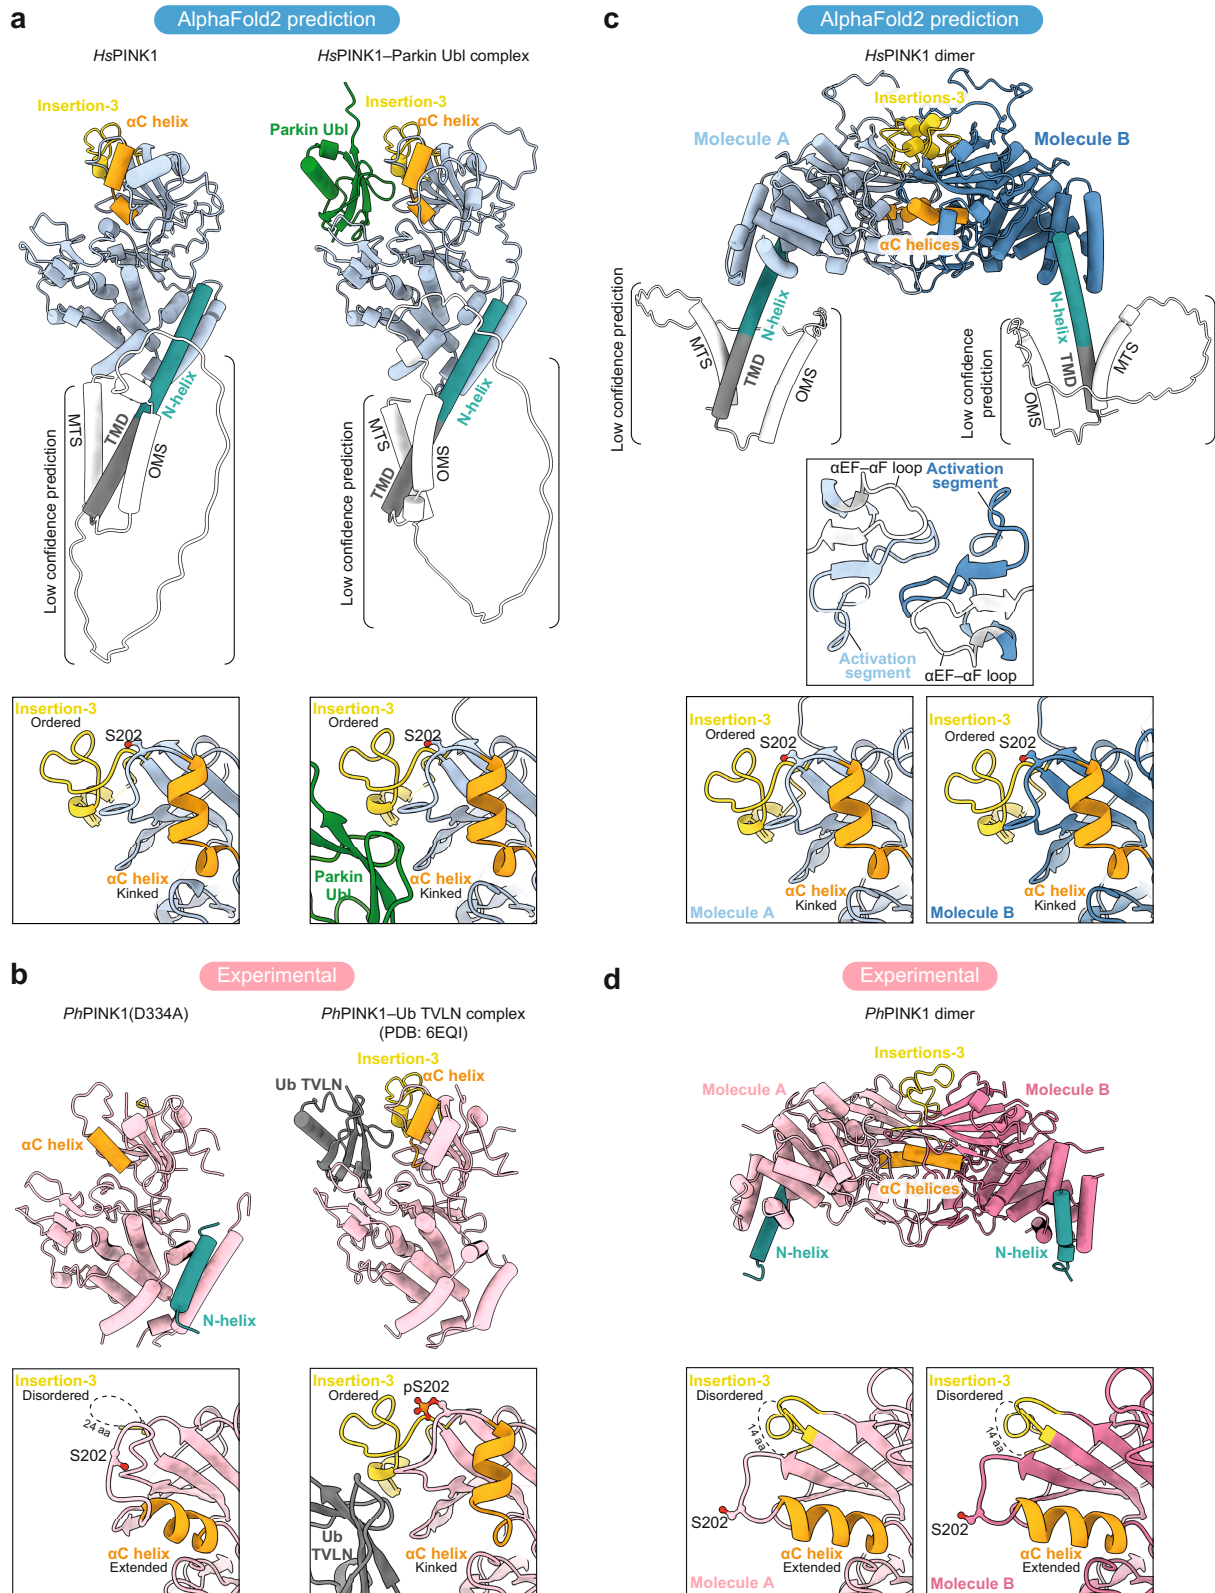 a
AlphaFold2 prediction
HsPINK1
HsPINK1–Parkin Ubl complex
Insertion-3
αC helix
Insertion-3
αC helix
Parkin Ubl
N-helix
MTS
TMD
OMS
Low confidence prediction
N-helix
MTS
TMD
OMS
Low confidence prediction
Insertion-3
Ordered
S202
αC helix
Kinked
Insertion-3
Ordered
S202
Parkin
Ubl
αC helix
Kinked
c
AlphaFold2 prediction
HsPINK1 dimer
Insertions-3
Molecule A
Molecule B
αC helices
Low confidence prediction
MTS
N-helix
TMD
OMS
Low confidence
prediction
OMS
N-helix
TMD
MTS
αEF–αF loop
Activation
segment
Activation
segment
αEF–αF loop
Insertion-3
Ordered
S202
αC helix
Kinked
Molecule A
Insertion-3
Ordered
S202
αC helix
Kinked
Molecule B
b
Experimental
PhPINK1(D334A)
PhPINK1–Ub TVLN complex
(PDB: 6EQI)
αC helix
N-helix
Insertion-3
Ub TVLN
αC helix
Insertion-3
Disordered
24 aa
S202
αC helix
Extended
Insertion-3
Ordered
pS202
Ub
TVLN
αC helix
Kinked
d
Experimental
PhPINK1 dimer
Insertions-3
Molecule A
Molecule B
αC helices
N-helix
N-helix
Insertion-3
Disordered
14 aa
S202
αC helix
Extended
Molecule A
Insertion-3
Disordered
14 aa
S202
αC helix
Extended
Molecule B